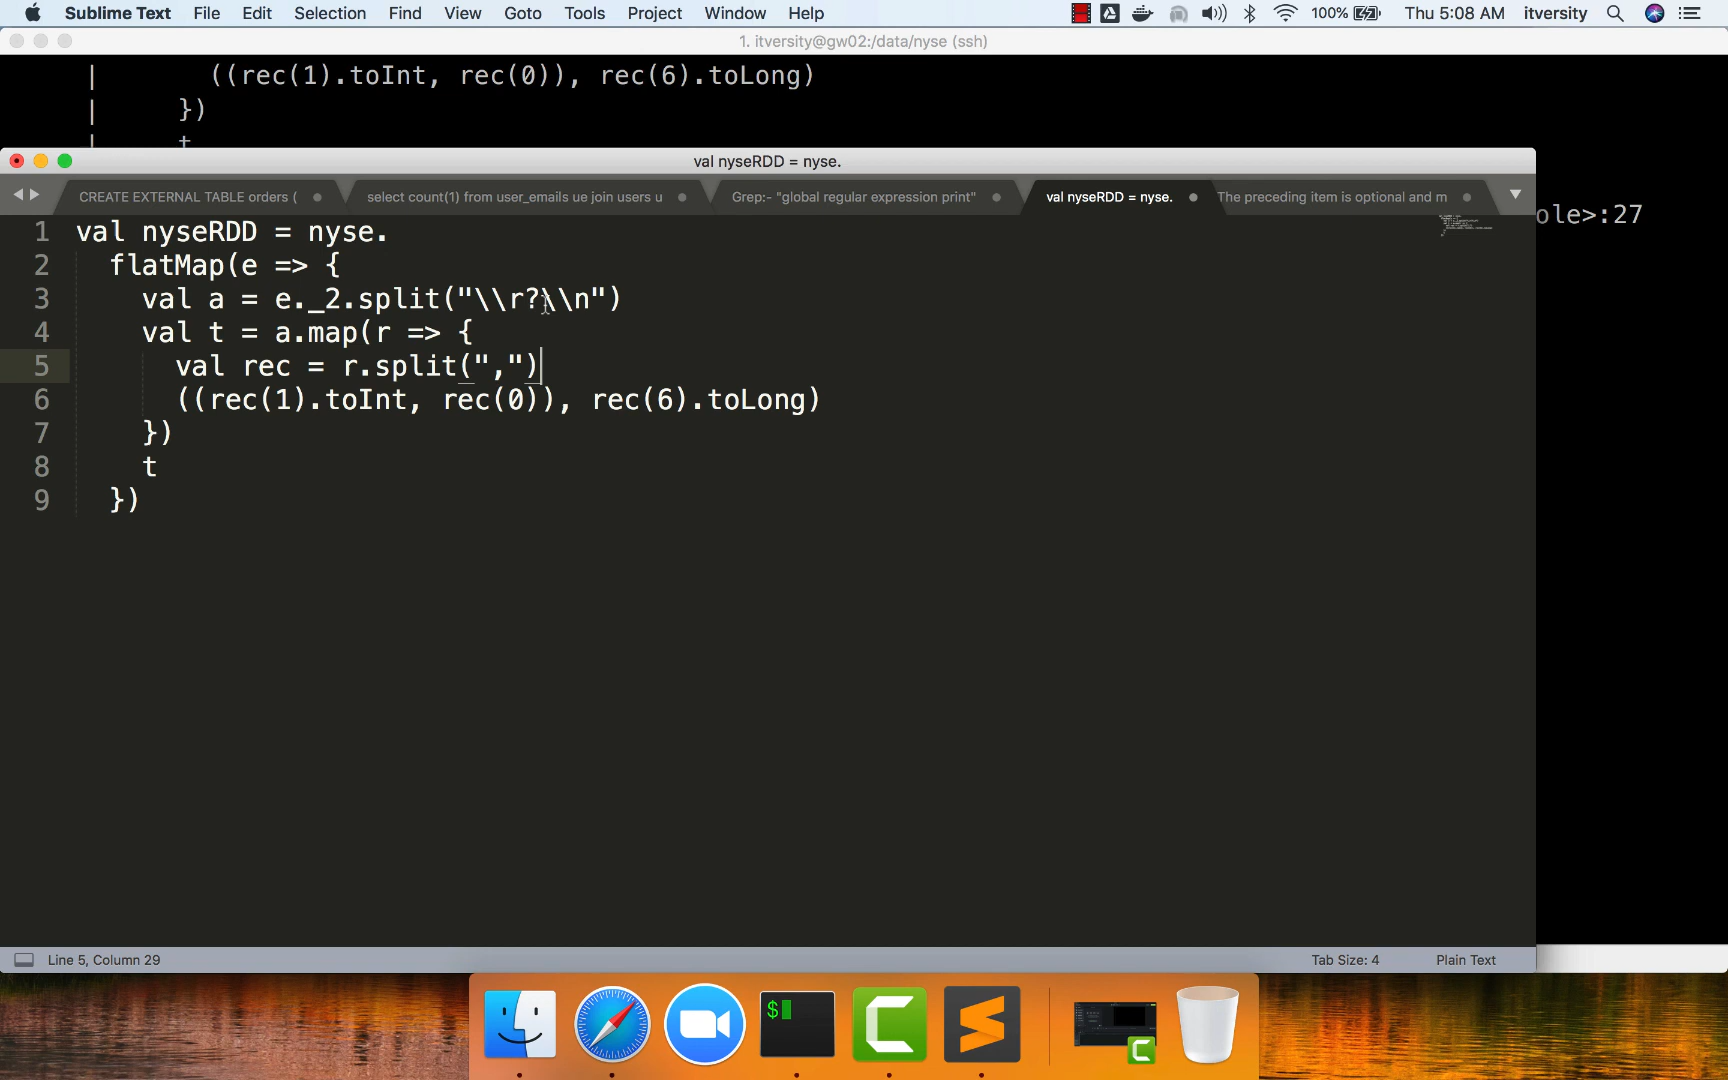 Sublime Text File Edit Selection Find View Goto Tools Project Window Help 100% Thu 5:08 AM itversity
1. itversity@gw02:/data/nyse (ssh)
| ((rec(1).toInt, rec(0)), rec(6).toLong)
| })
| t
val nyseRDD = nyse.
CREATE EXTERNAL TABLE orders ( select count(1) from user_emails ue join users u Grep:- "global regular expression print" val nyseRDD = nyse. The preceding item is optional and m
ole>:27
1 val nyseRDD = nyse.
2 flatMap(e => {
3 val a = e._2.split("\\r?\\n")
4 val t = a.map(r => {
5 val rec = r.split(",")
6 ((rec(1).toInt, rec(0)), rec(6).toLong)
7 })
8 t
9 })
Line 5, Column 29 Tab Size: 4 Plain Text
$